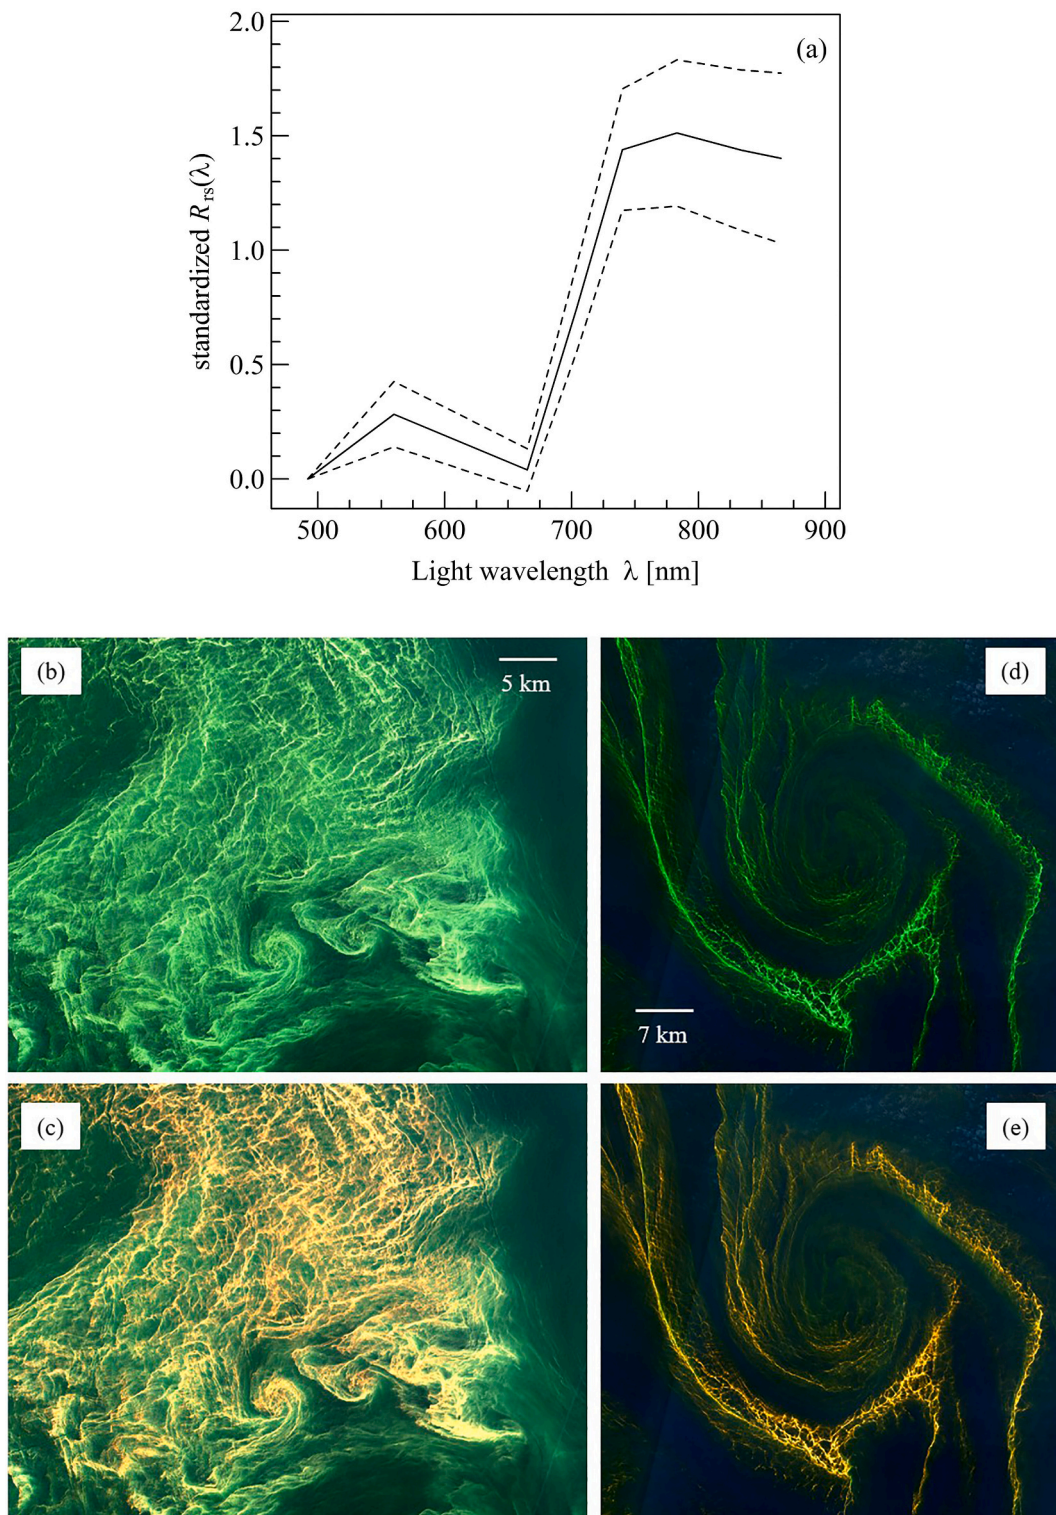 (a)
2.0
1.5
1.0
0.5
0.0
standardized Rrs(λ)
500 600 700 800 900
Light wavelength λ [nm]
(b)
5 km
(d)
7 km
(c)
(e)